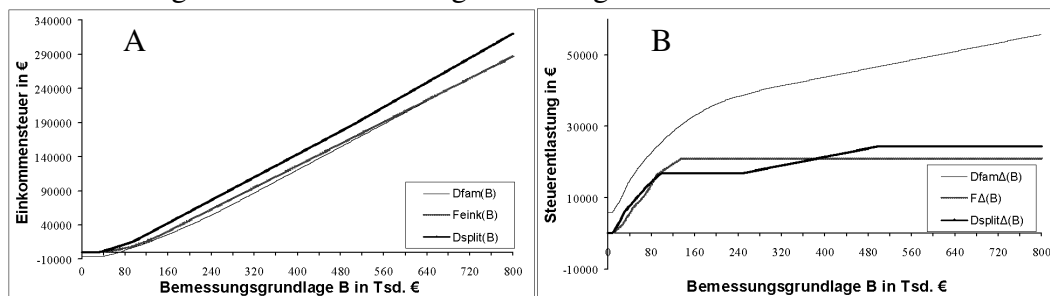 A
Einkommensteuer in €
340000
290000
240000
190000
140000
90000
40000
-10000
0 80 160 240 320 400 480 560 640 720 800
Bemessungsgrundlage B in Tsd. €
Dfam(B)
Feink(B)
Dsplit(B)
B
Steuerentlastung in €
50000
30000
10000
-10000
0 80 160 240 320 400 480 560 640 720 800
Bemessungsgrundlage B in Tsd. €
DfamΔ(B)
FΔ(B)
DsplitΔ(B)